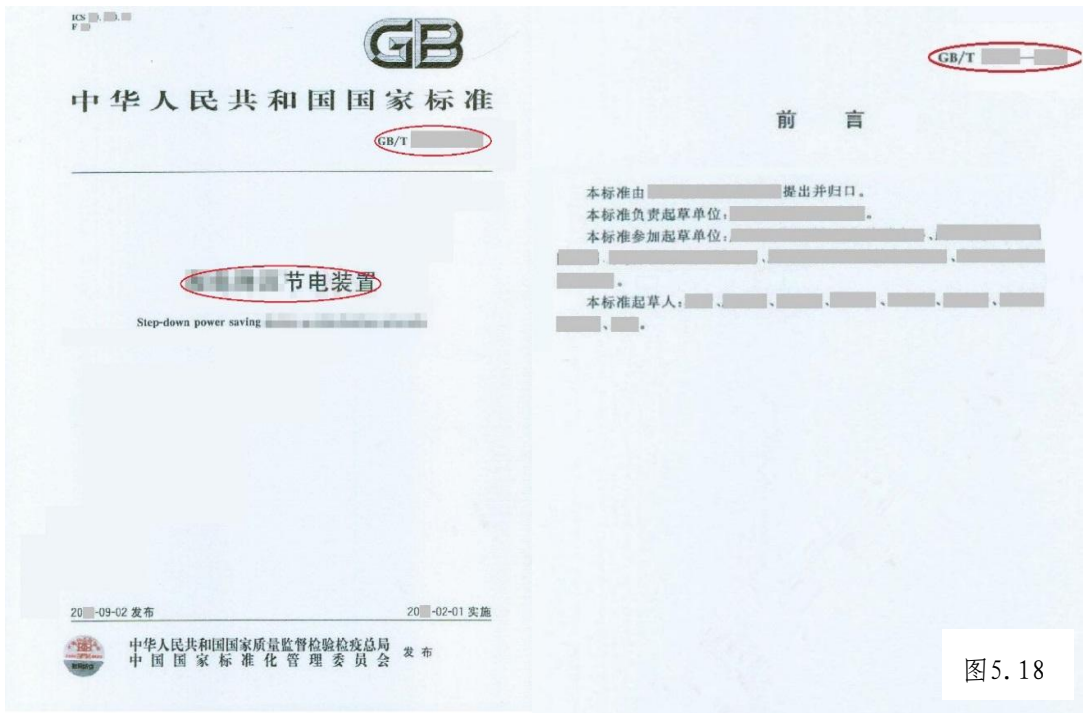 ICS
F
GB
中华人民共和国国家标准
GB/T
节电装置
Step-down power saving
20 -09-02 发布
20 -02-01 实施
中华人民共和国国家质量监督检验检疫总局
中国国家标准化管理委员会
发布
GB/T —
前言
本标准由 提出并归口。
本标准负责起草单位： 。
本标准参加起草单位： 、
、 、 、
。
本标准起草人： 、 、 、 、 、 、 、
、 。
图5.18